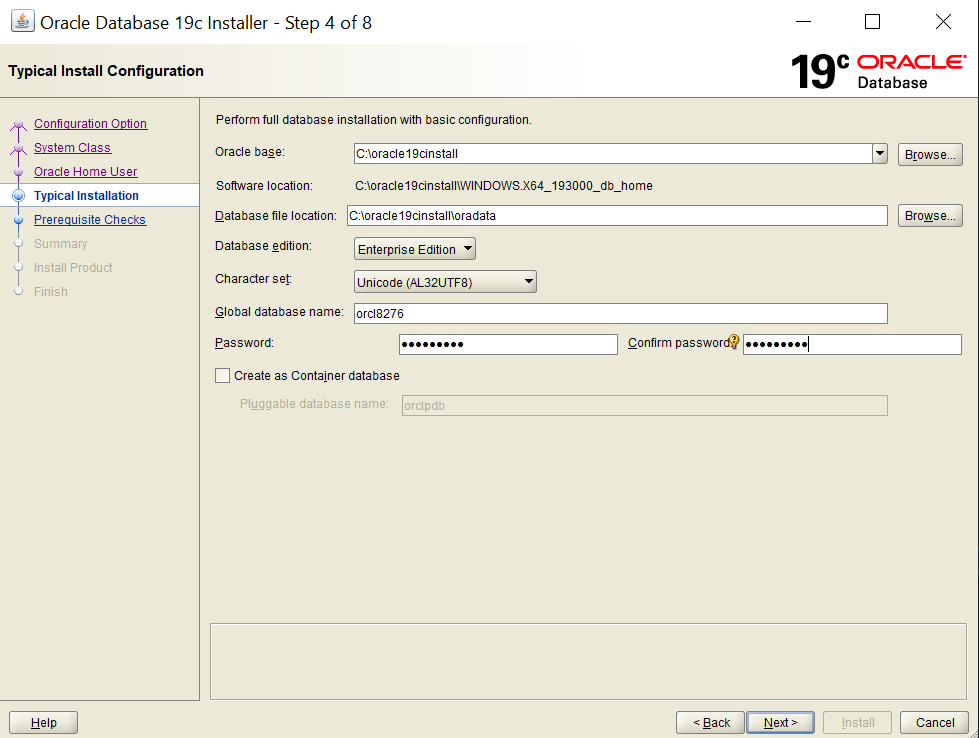 Oracle Database 19c Installer - Step 4 of 8
Typical Install Configuration
19c ORACLE Database
Configuration Option
System Class
Oracle Home User
Typical Installation
Prerequisite Checks
Summary
Install Product
Finish
Perform full database installation with basic configuration.
Oracle base: C:\oracle19cinstall Browse...
Software location: C:\oracle19cinstall\WINDOWS.X64_193000_db_home
Database file location: C:\oracle19cinstall\oradata Browse...
Database edition: Enterprise Edition
Character set: Unicode (AL32UTF8)
Global database name: orcl8276
Password: ●●●●●●●●● Confirm password: ●●●●●●●●●
Create as Container database
Pluggable database name: orclpdb
Help < Back Next > Install Cancel